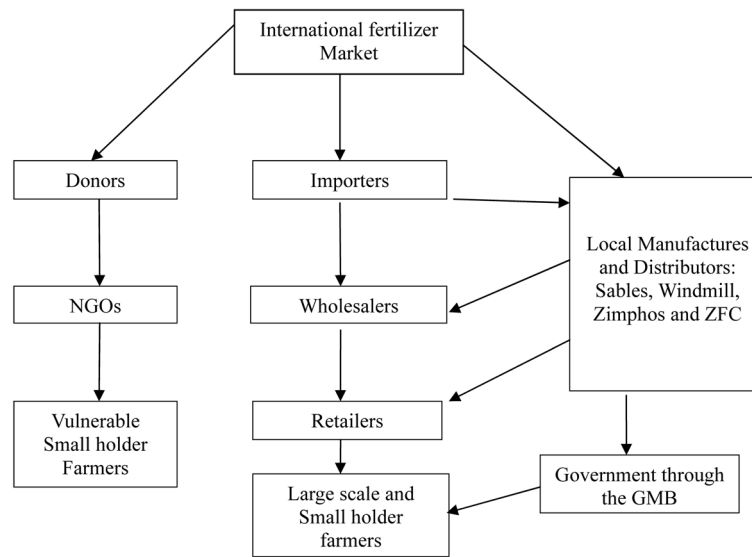 International fertilizer
Market
Donors
Importers
Local Manufactures
and Distributors:
Sables, Windmill,
Zimphos and ZFC
NGOs
Wholesalers
Vulnerable
Small holder
Farmers
Retailers
Government through
the GMB
Large scale and
Small holder
farmers